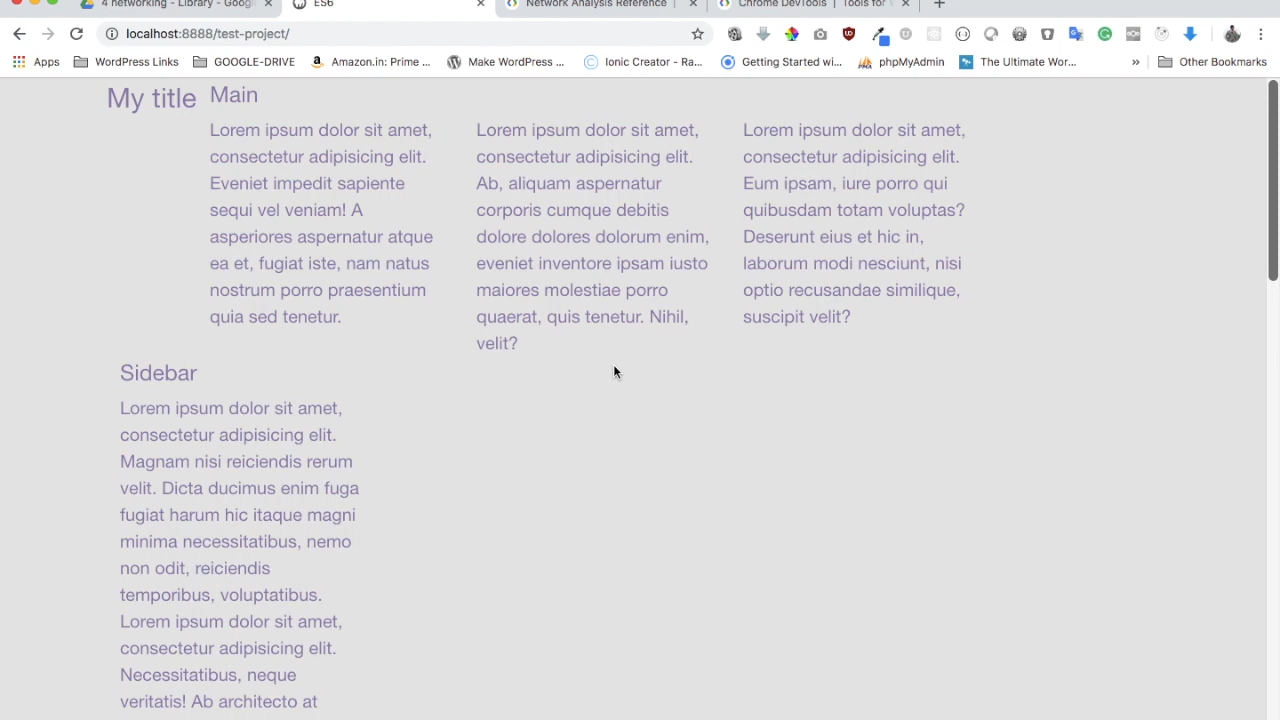 4 networking - Library - Googl
ES6
Network Analysis Reference |
Chrome DevTools | Tools for
localhost:8888/test-project/
Apps
WordPress Links
GOOGLE-DRIVE
Amazon.in: Prime ...
Make WordPress ...
Ionic Creator - Ra...
Getting Started wi...
phpMyAdmin
The Ultimate Wor...
»
Other Bookmarks
My title
Main
Lorem ipsum dolor sit amet,
consectetur adipisicing elit.
Eveniet impedit sapiente
sequi vel veniam! A
asperiores aspernatur atque
ea et, fugiat iste, nam natus
nostrum porro praesentium
quia sed tenetur.
Lorem ipsum dolor sit amet,
consectetur adipisicing elit.
Ab, aliquam aspernatur
corporis cumque debitis
dolore dolores dolorum enim,
eveniet inventore ipsam iusto
maiores molestiae porro
quaerat, quis tenetur. Nihil,
velit?
Lorem ipsum dolor sit amet,
consectetur adipisicing elit.
Eum ipsam, iure porro qui
quibusdam totam voluptas?
Deserunt eius et hic in,
laborum modi nesciunt, nisi
optio recusandae similique,
suscipit velit?
Sidebar
Lorem ipsum dolor sit amet,
consectetur adipisicing elit.
Magnam nisi reiciendis rerum
velit. Dicta ducimus enim fuga
fugiat harum hic itaque magni
minima necessitatibus, nemo
non odit, reiciendis
temporibus, voluptatibus.
Lorem ipsum dolor sit amet,
consectetur adipisicing elit.
Necessitatibus, neque
veritatis! Ab architecto at